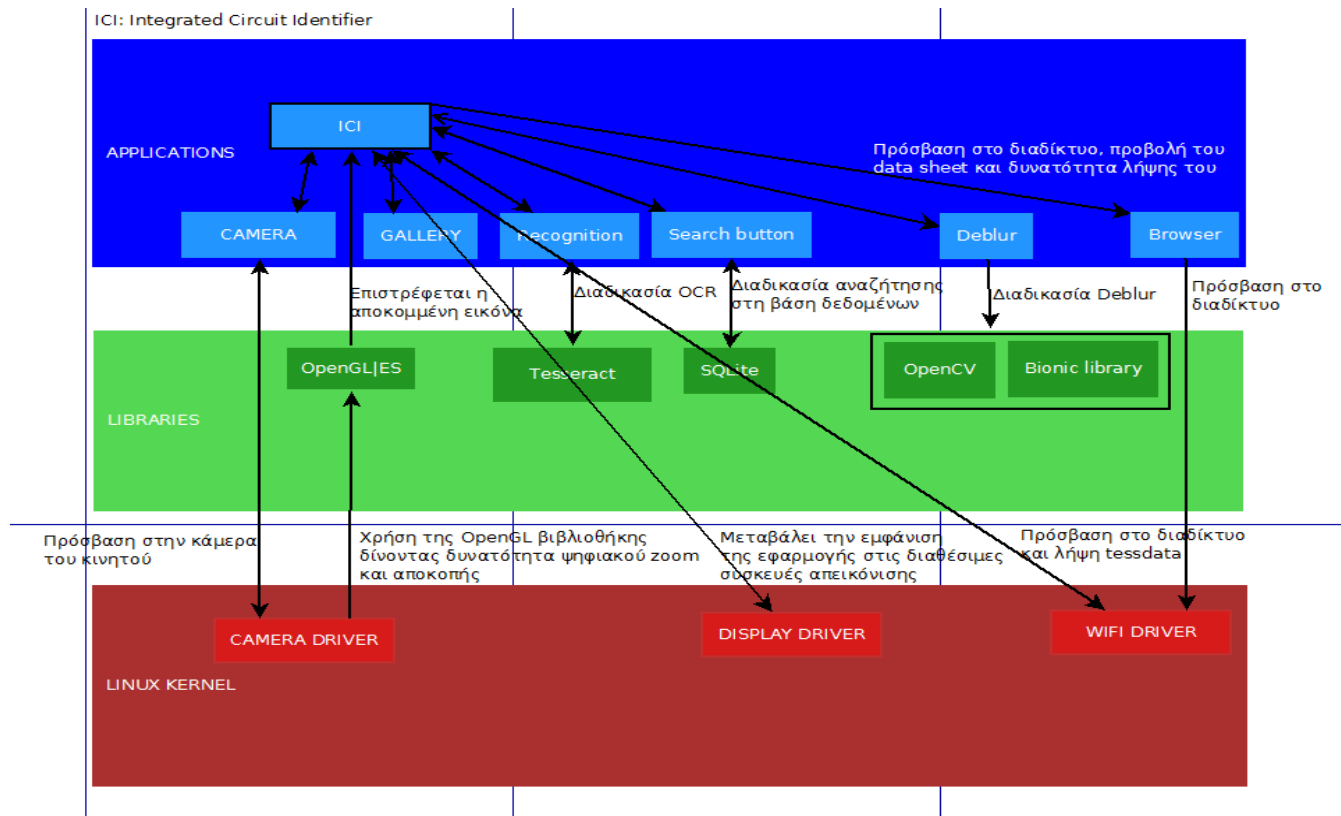 ICI: Integrated Circuit Identifier
ICI
APPLICATIONS
Πρόσβαση στο διαδίκτυο, προβολή του
data sheet και δυνατότητα λήψης του
CAMERA
GALLERY
Recognition
Search button
Deblur
Browser
Επιστρέφεται η
αποκομμένη εικόνα
Διαδικασία OCR
Διαδικασία αναζήτησης
στη βάση δεδομένων
Διαδικασία Deblur
Πρόσβαση στο
διαδίκτυο
OpenGL|ES
Tesseract
SQLite
OpenCV
Bionic library
LIBRARIES
Πρόσβαση στην κάμερα
του κινητού
Χρήση της OpenGL βιβλιοθήκης
δίνοντας δυνατότητα ψηφιακού zoom
και αποκοπής
Μεταβάλει την εμφάνιση
της εφαρμογής στις διαθέσιμες
συσκευές απεικόνισης
Πρόσβαση στο διαδίκτυο
και λήψη tessdata
CAMERA DRIVER
DISPLAY DRIVER
WIFI DRIVER
LINUX KERNEL